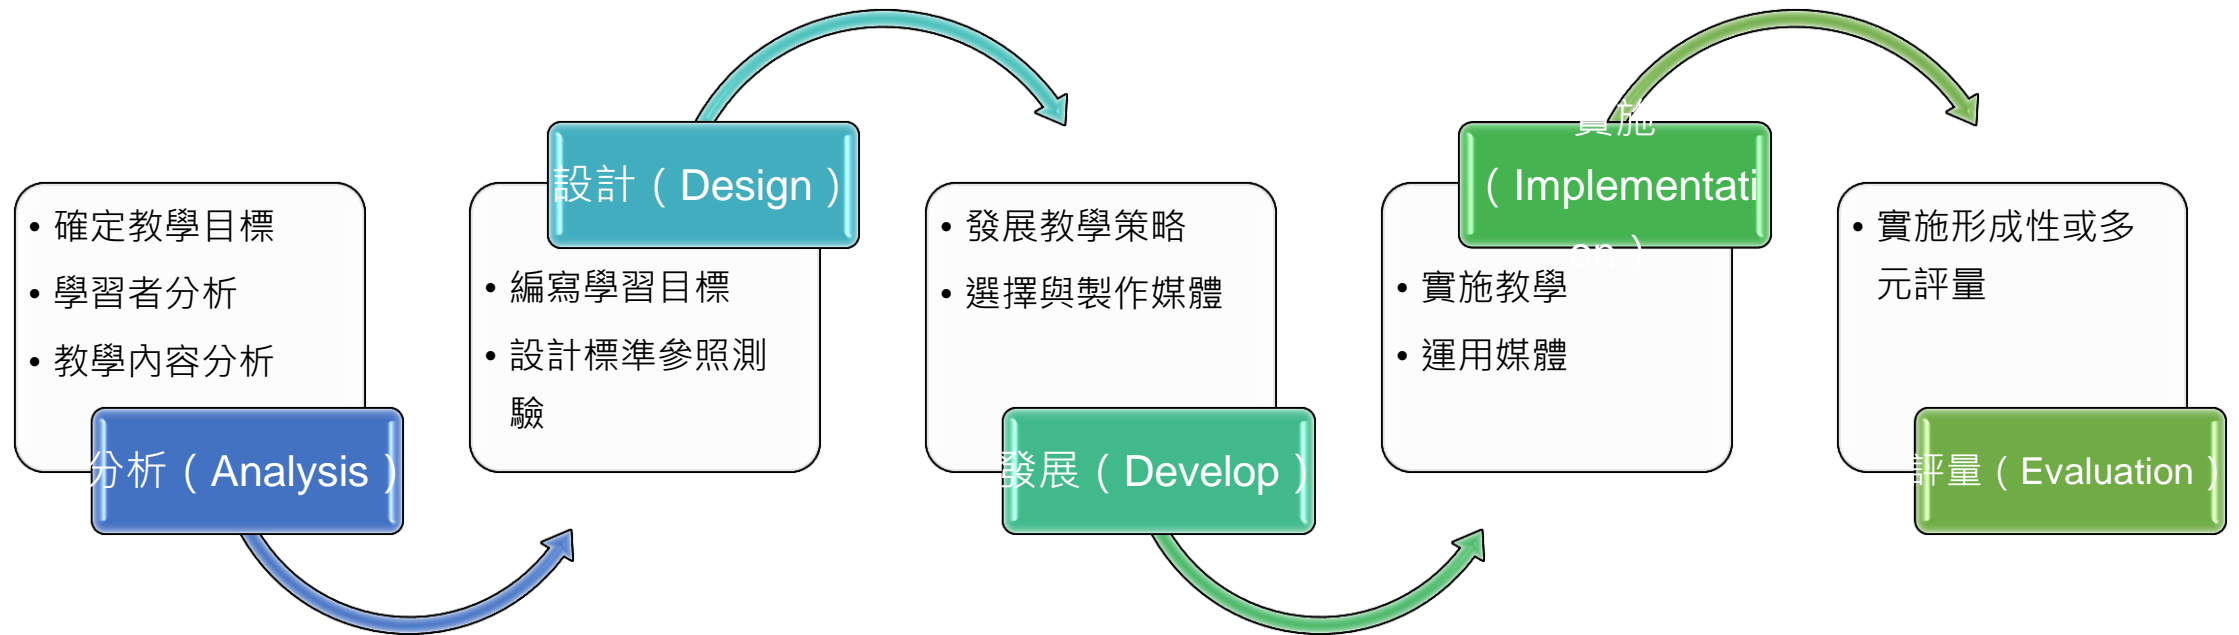 • 確定教學目標
• 學習者分析
• 教學內容分析
分析（Analysis）
設計（Design）
• 編寫學習目標
• 設計標準參照測
驗
• 發展教學策略
• 選擇與製作媒體
發展（Develop）
實施
（Implementati
on）
• 實施教學
• 運用媒體
• 實施形成性或多
元評量
評量（Evaluation）